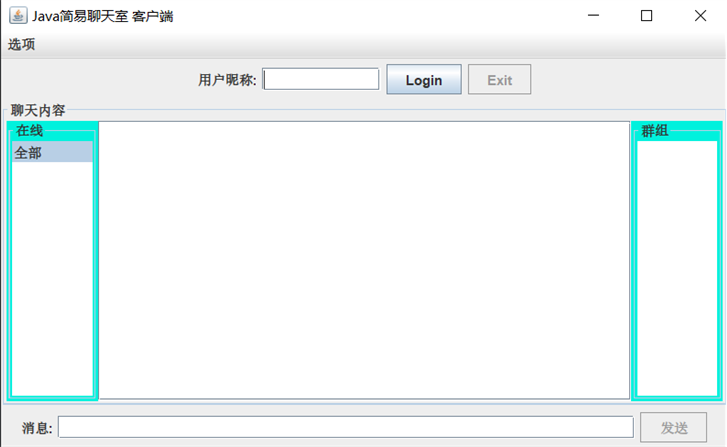 Java简易聊天室 客户端
选项
用户昵称: Login Exit
聊天内容
在线 群组
全部
消息: 发送